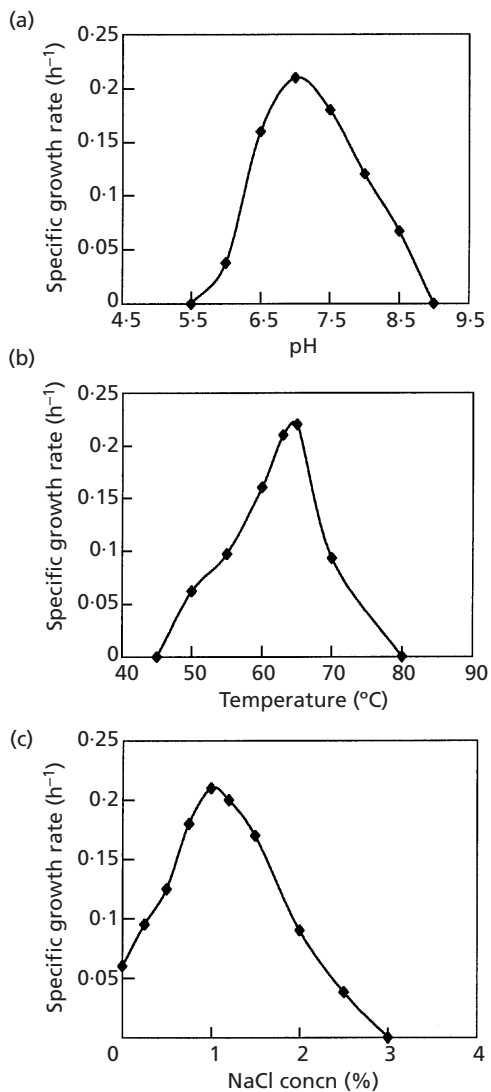 (a)
Specific growth rate (h⁻¹)
0·25
0·2
0·15
0·1
0·05
0
4·5 5·5 6·5 7·5 8·5 9·5
pH
(b)
Specific growth rate (h⁻¹)
0·25
0·2
0·15
0·1
0·05
0
40 50 60 70 80 90
Temperature (ºC)
(c)
Specific growth rate (h⁻¹)
0·25
0·2
0·15
0·1
0·05
0 1 2 3 4
NaCl concn (%)